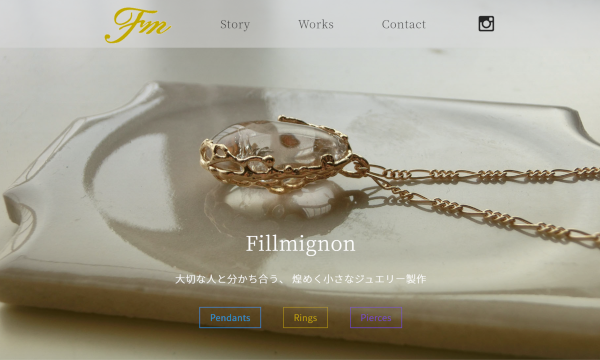 Fm
Story Works Contact
Fillmignon
大切な人と分かち合う、煌めく小さなジュエリー製作
Pendants Rings Pierces